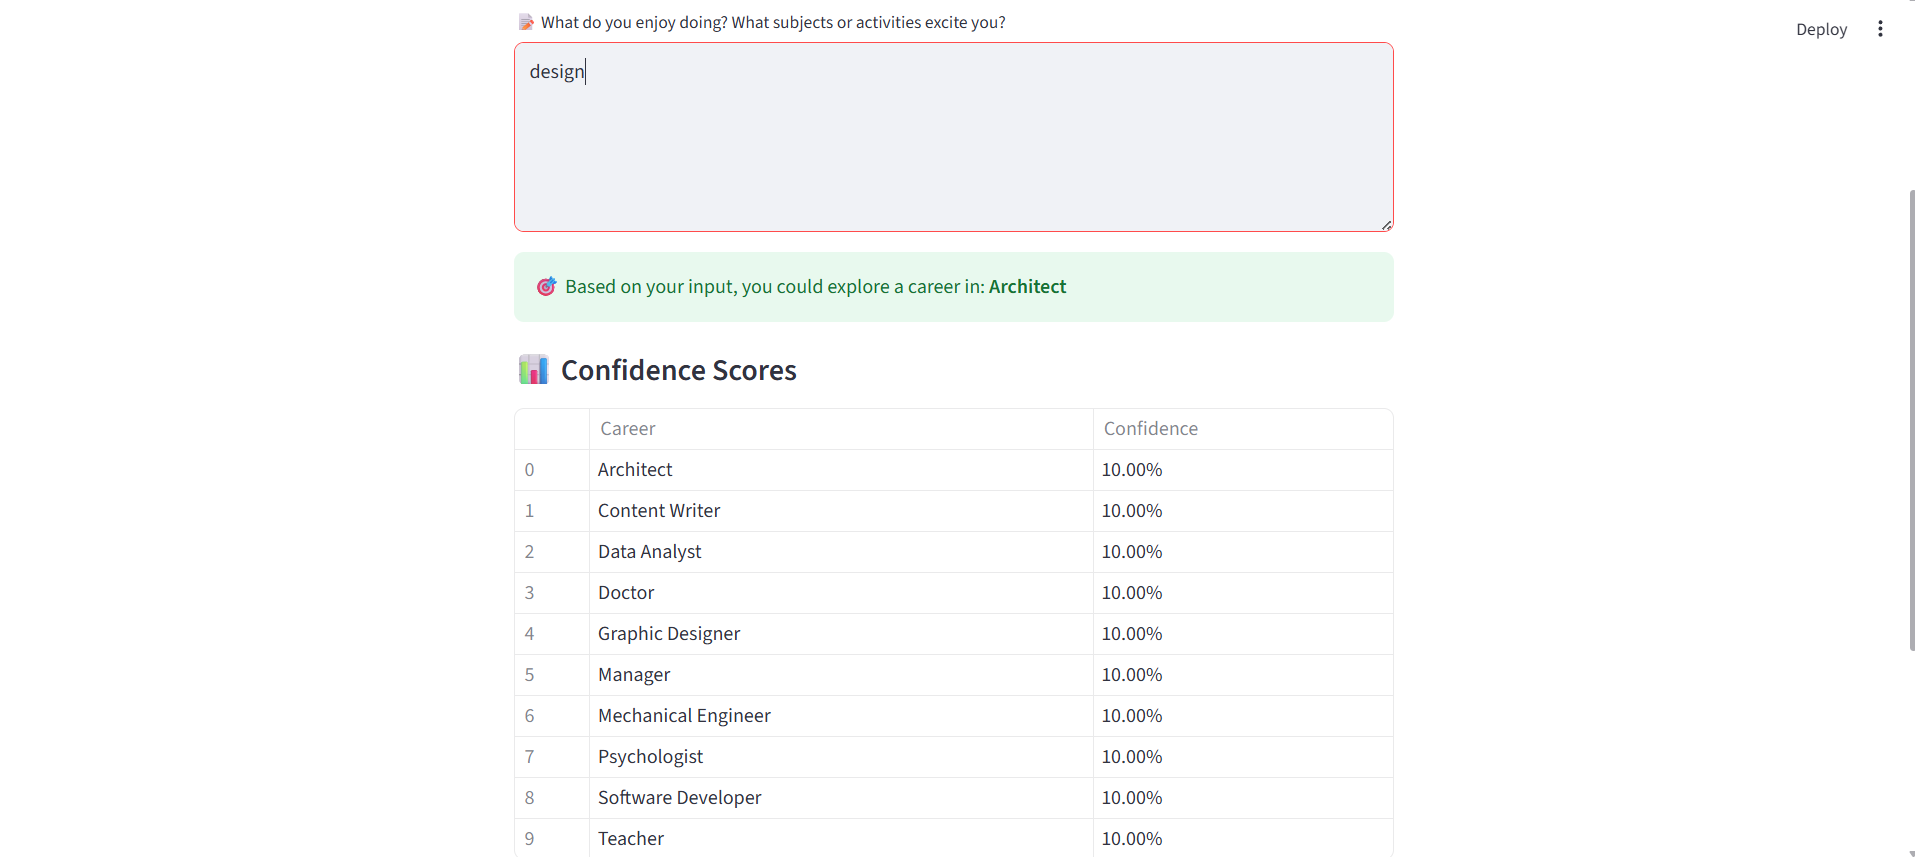 What do you enjoy doing? What subjects or activities excite you?
Deploy
design
Based on your input, you could explore a career in: Architect
Confidence Scores
Career Confidence
0 Architect 10.00%
1 Content Writer 10.00%
2 Data Analyst 10.00%
3 Doctor 10.00%
4 Graphic Designer 10.00%
5 Manager 10.00%
6 Mechanical Engineer 10.00%
7 Psychologist 10.00%
8 Software Developer 10.00%
9 Teacher 10.00%